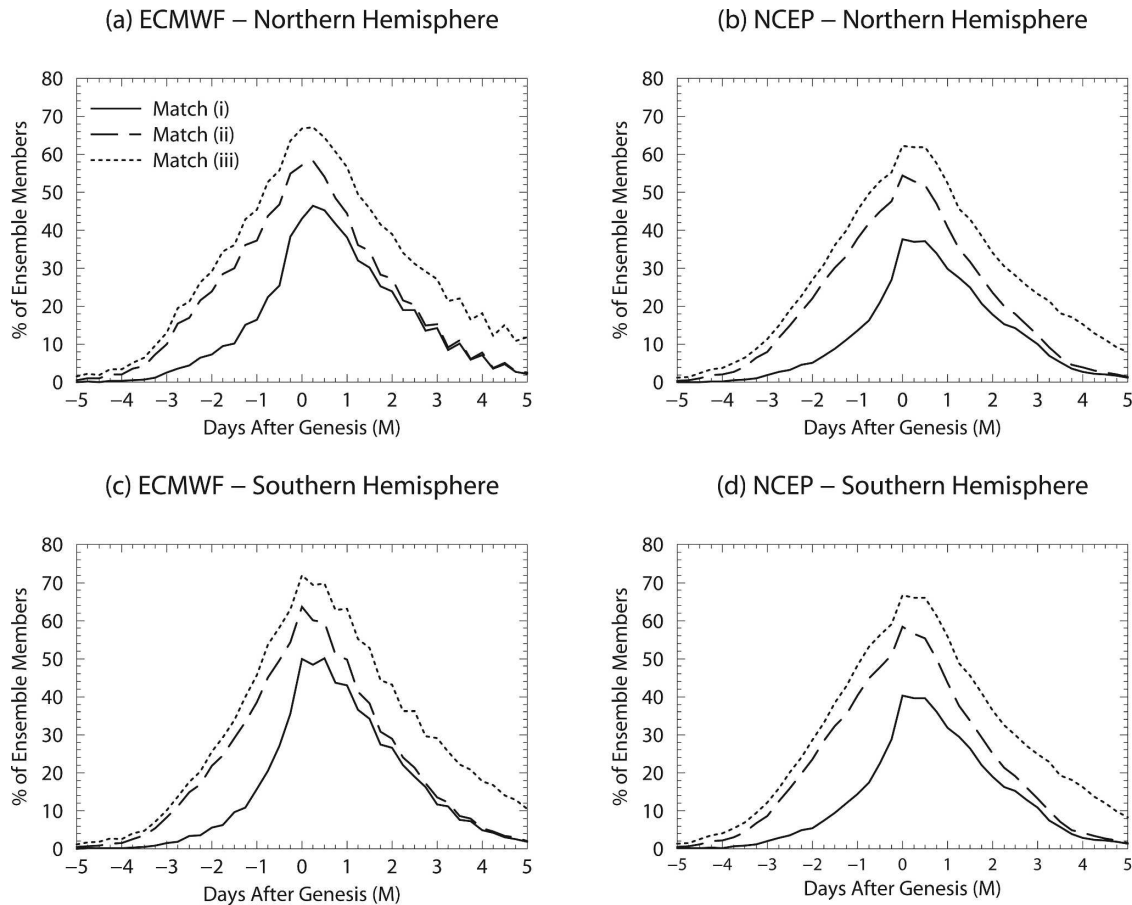 (a) ECMWF – Northern Hemisphere
80
70
60
50
40
30
20
10
0
% of Ensemble Members
Match (i)
Match (ii)
Match (iii)
−5 −4 −3 −2 −1 0 1 2 3 4 5
Days After Genesis (M)
(b) NCEP – Northern Hemisphere
80
70
60
50
40
30
20
10
0
% of Ensemble Members
−5 −4 −3 −2 −1 0 1 2 3 4 5
Days After Genesis (M)
(c) ECMWF – Southern Hemisphere
80
70
60
50
40
30
20
10
0
% of Ensemble Members
−5 −4 −3 −2 −1 0 1 2 3 4 5
Days After Genesis (M)
(d) NCEP – Southern Hemisphere
80
70
60
50
40
30
20
10
0
% of Ensemble Members
−5 −4 −3 −2 −1 0 1 2 3 4 5
Days After Genesis (M)